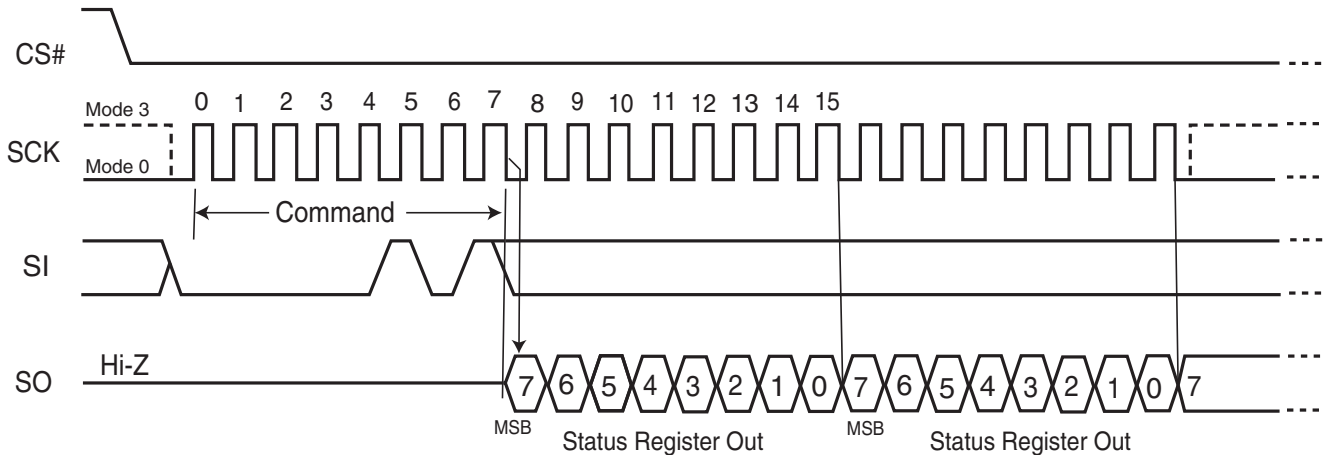 CS#
Mode 3
0 1 2 3 4 5 6 7 8 9 10 11 12 13 14 15
SCK
Mode 0
Command
SI
Hi-Z
SO
7 6 5 4 3 2 1 0 7 6 5 4 3 2 1 0 7
MSB Status Register Out MSB Status Register Out